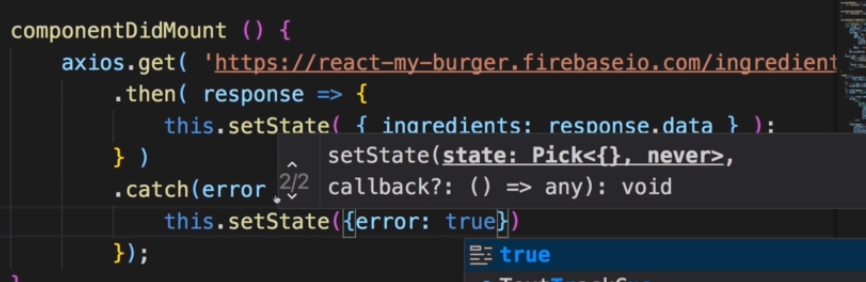 componentDidMount () {
axios.get( 'https://react-my-burger.firebaseio.com/ingredient
.then( response => {
this.setState( { ingredients: response.data } );
} )
setState(state: Pick<{}, never>,
2/2
callback?: () => any): void
.catch(error
this.setState({error: true})
});
true
}